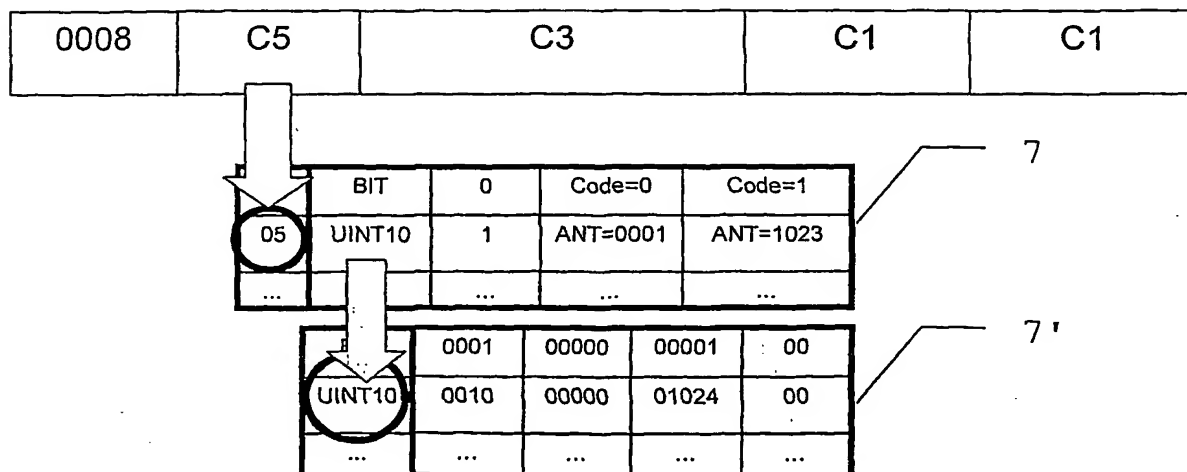 0008 C5 C3 C1 C1
7
BIT 0 Code=0 Code=1
05 UINT10 1 ANT=0001 ANT=1023
... ... ... ...
7'
... 0001 00000 00001 00
UINT10 0010 00000 01024 00
... ... ... ... ...